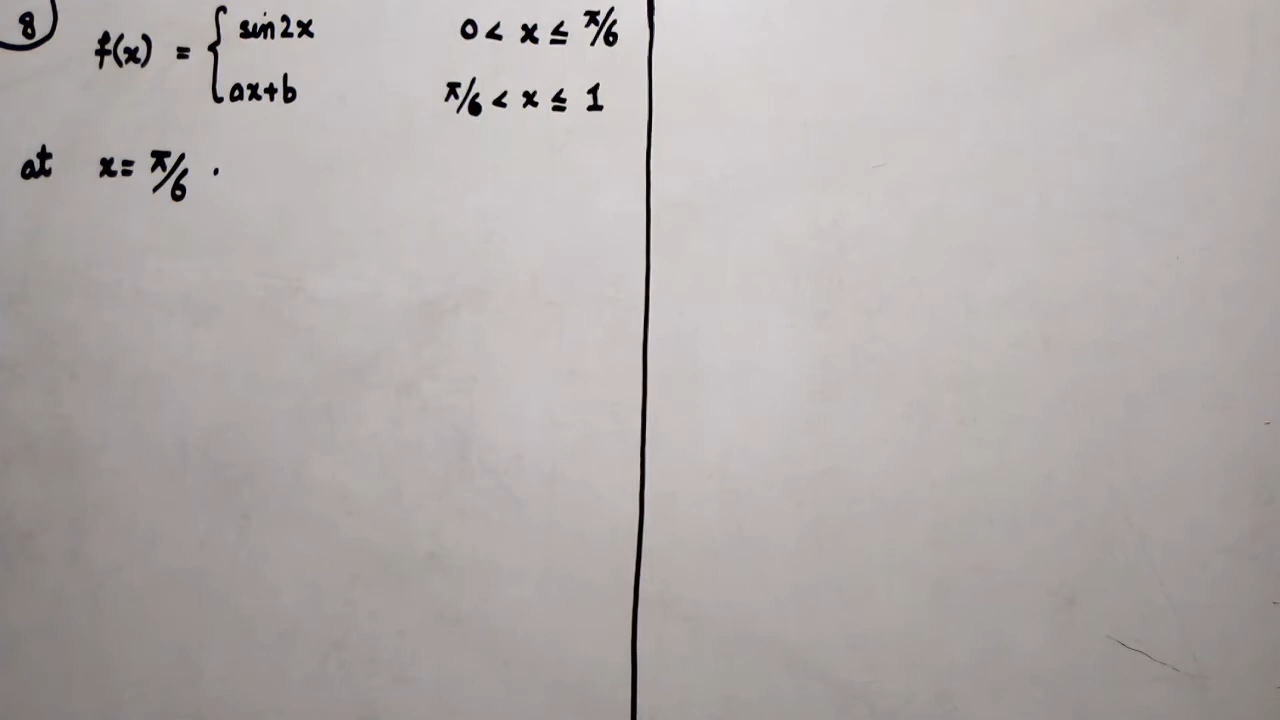 8
f(x) = { sin2x 0 < x ≤ π/6
ax+b π/6 < x ≤ 1
at x = π/6 .